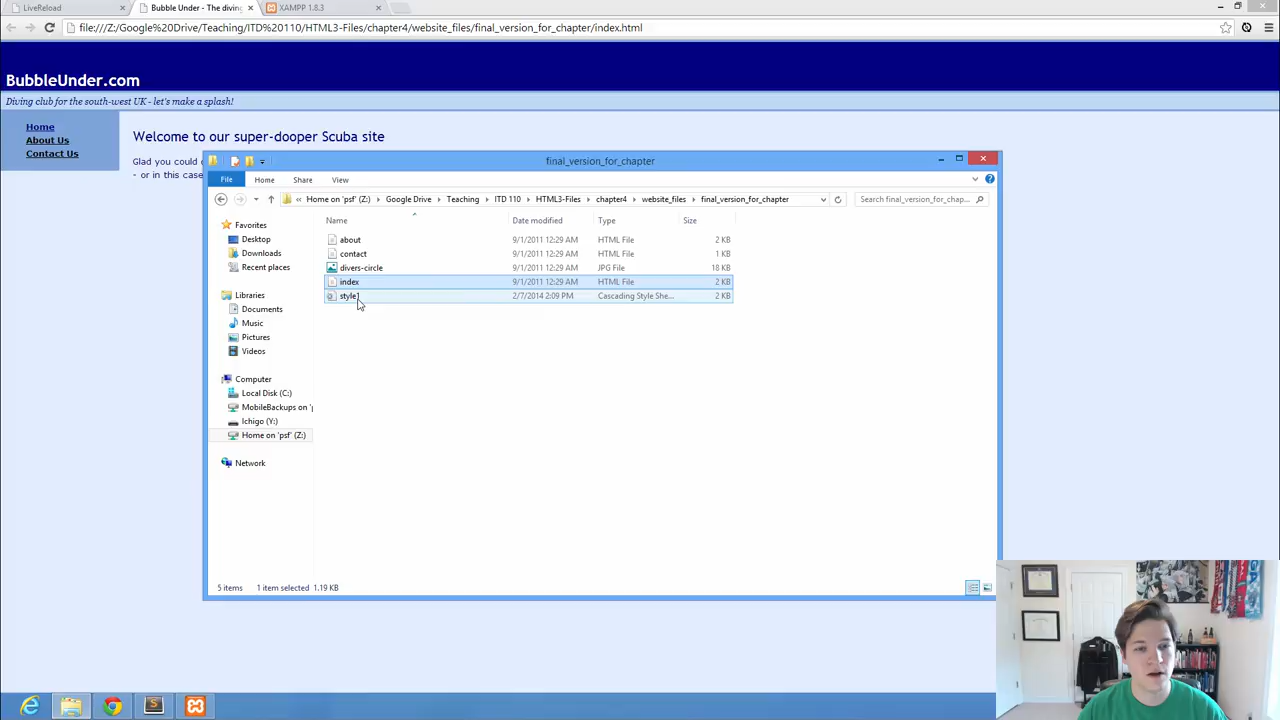 LiveReload
Bubble Under - The diving
XAMPP 1.8.3
file:///Z:/Google%20Drive/Teaching/ITD%20110/HTML3-Files/chapter4/website_files/final_version_for_chapter/index.html
BubbleUnder.com
Diving club for the south-west UK - let's make a splash!
Home
About Us
Contact Us
Welcome to our super-dooper Scuba site
Glad you could
- or in this case
final_version_for_chapter
File Home Share View
« Home on 'psf' (Z:) Google Drive Teaching ITD 110 HTML3-Files chapter4 website_files final_version_for_chapter
Search final_version_for_chap...
Name Date modified Type Size
about 9/1/2011 12:29 AM HTML File 2 KB
contact 9/1/2011 12:29 AM HTML File 1 KB
divers-circle 9/1/2011 12:29 AM JPG File 18 KB
index 9/1/2011 12:29 AM HTML File 2 KB
style1 2/7/2014 2:09 PM Cascading Style She... 2 KB
Favorites
Desktop
Downloads
Recent places
Libraries
Documents
Music
Pictures
Videos
Computer
Local Disk (C:)
MobileBackups on 'p
Ichigo (Y:)
Home on 'psf' (Z:)
Network
5 items 1 item selected 1.19 KB